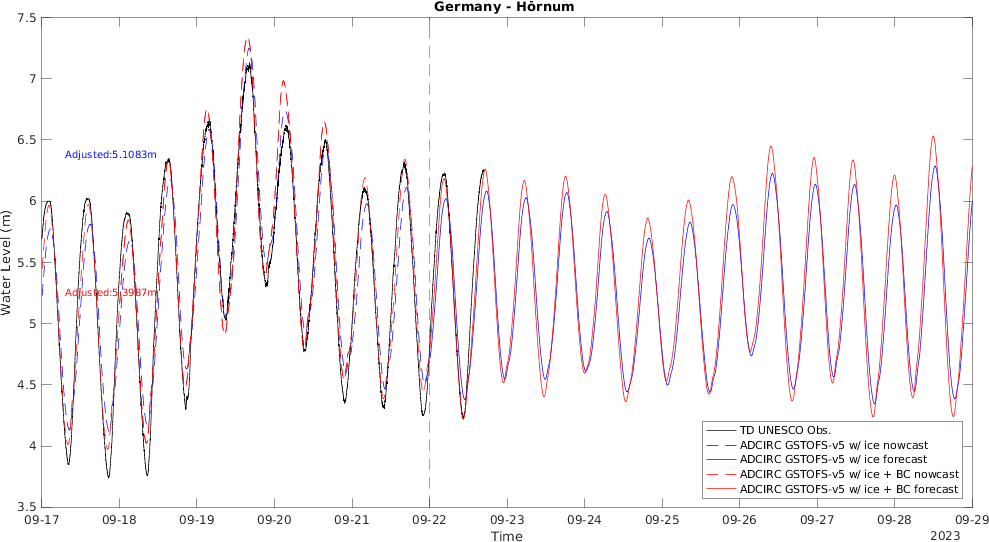 Germany - Hörnum
7.5
7
6.5
6
5.5
5
4.5
4
3.5
Water Level (m)
Adjusted:5.1083m
Adjusted:5.3987m
TD UNESCO Obs.
ADCIRC GSTOFS-v5 w/ ice nowcast
ADCIRC GSTOFS-v5 w/ ice forecast
ADCIRC GSTOFS-v5 w/ ice + BC nowcast
ADCIRC GSTOFS-v5 w/ ice + BC forecast
09-17 09-18 09-19 09-20 09-21 09-22 09-23 09-24 09-25 09-26 09-27 09-28 09-29
Time
2023